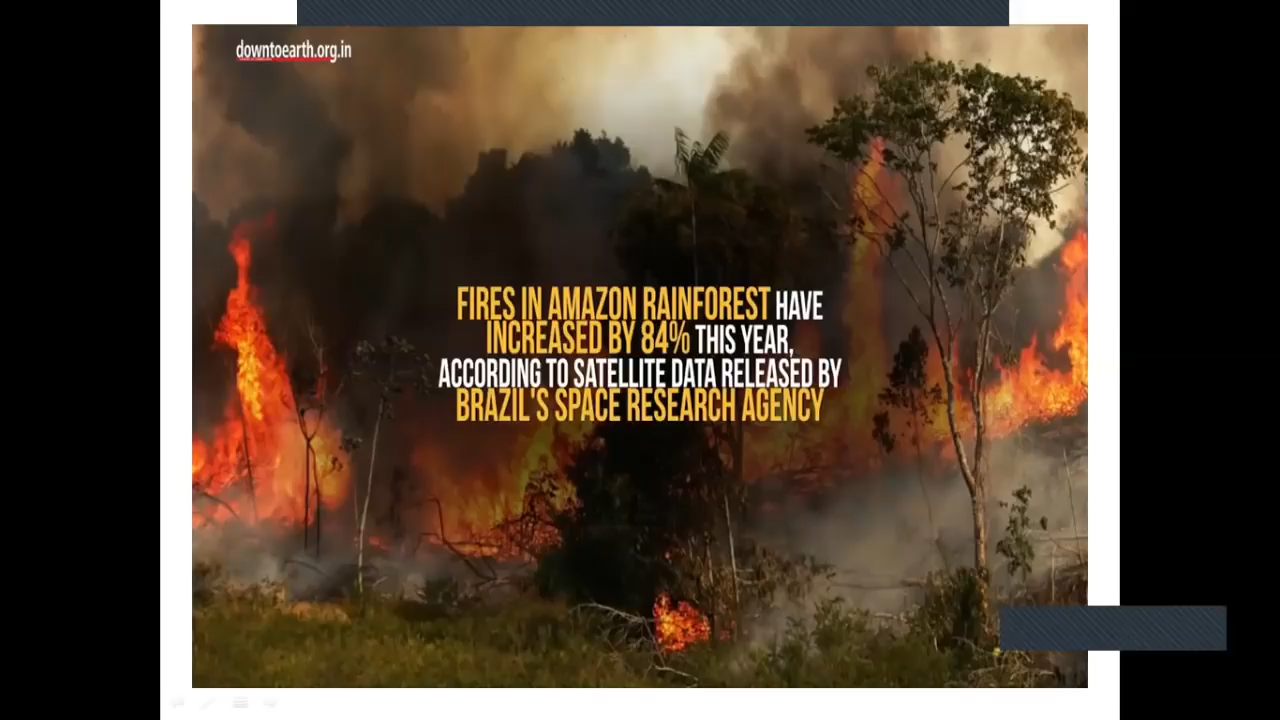 downtoearth.org.in
FIRES IN AMAZON RAINFOREST HAVE
INCREASED BY 84% THIS YEAR,
ACCORDING TO SATELLITE DATA RELEASED BY
BRAZIL'S SPACE RESEARCH AGENCY